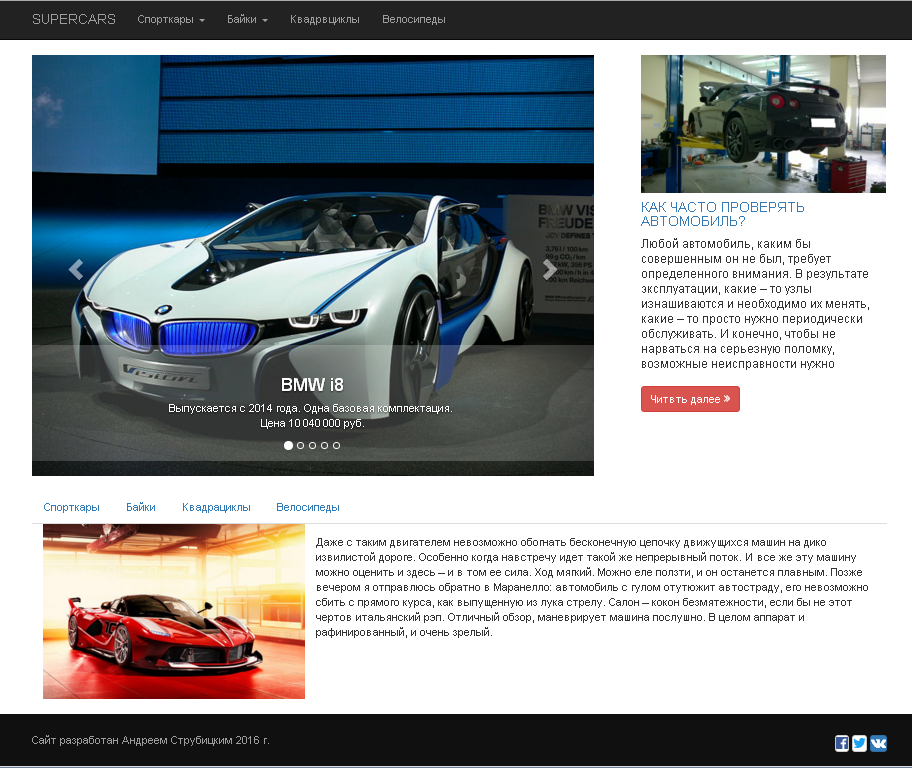 SUPERCARS Спорткары Байки Квадрвциклы Велосипеды
КАК ЧАСТО ПРОВЕРЯТЬ
АВТОМОБИЛЬ?
Любой автомобиль, каким бы
совершенным он не был, требует
определенного внимания. В результате
эксплуатации, какие – то узлы
изнашиваются и необходимо их менять,
какие – то просто нужно периодически
обслуживать. И конечно, чтобы не
нарваться на серьезную поломку,
возможные неисправности нужно
Читвть далее »
BMW i8
Выпускается с 2014 года. Одна базовая комплектация.
Цена 10 040 000 руб.
Спорткары Байки Квадрациклы Велосипеды
Даже с таким двигателем невозможно обогнать бесконечную цепочку движущихся машин на дико
извилистой дороге. Особенно когда навстречу идет такой же непрерывный поток. И все же эту машину
можно оценить и здесь – и в том ее сила. Ход мягкий. Можно еле ползти, и он останется плавным. Позже
вечером я отправлюсь обратно в Маранелло: автомобиль с гулом отутюжит автостраду, его невозможно
сбить с прямого курса, как выпущенную из лука стрелу. Салон – кокон безмятежности, если бы не этот
чертов итальянский рэп. Отличный обзор, маневрирует машина послушно. В целом аппарат и
рафинированный, и очень зрелый.
Сайт разработан Андреем Струбицким 2016 г.